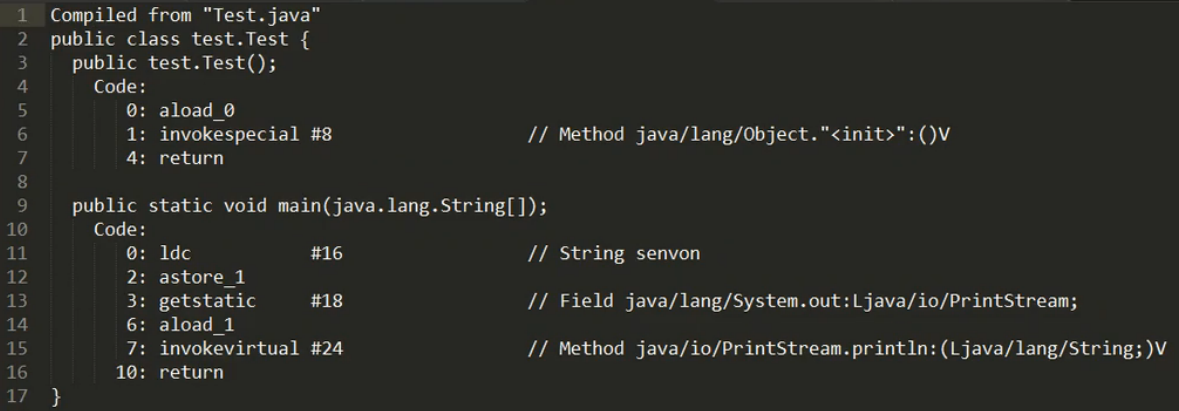 1 Compiled from "Test.java"
2 public class test.Test {
3   public test.Test();
4     Code:
5        0: aload_0
6        1: invokespecial #8                  // Method java/lang/Object."<init>":()V
7        4: return
8
9   public static void main(java.lang.String[]);
10     Code:
11        0: ldc           #16                 // String senvon
12        2: astore_1
13        3: getstatic     #18                 // Field java/lang/System.out:Ljava/io/PrintStream;
14        6: aload_1
15        7: invokevirtual #24                 // Method java/io/PrintStream.println:(Ljava/lang/String;)V
16       10: return
17 }